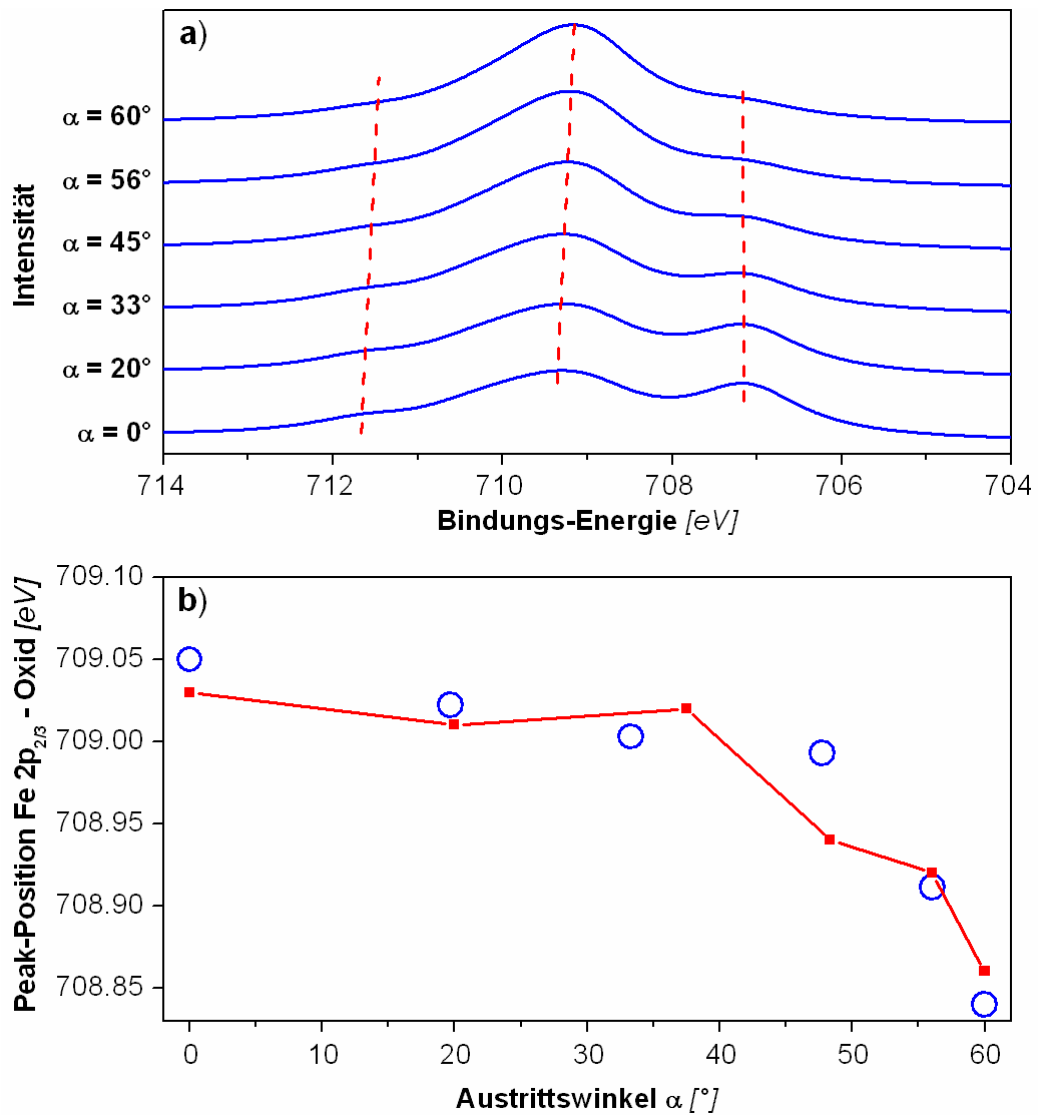 a)
α = 60°
α = 56°
α = 45°
α = 33°
α = 20°
α = 0°
Intensität
714 712 710 708 706 704
Bindungs-Energie [eV]
b)
709.10
709.05
709.00
708.95
708.90
708.85
Peak-Position Fe 2p2/3 - Oxid [eV]
0 10 20 30 40 50 60
Austrittswinkel α [°]